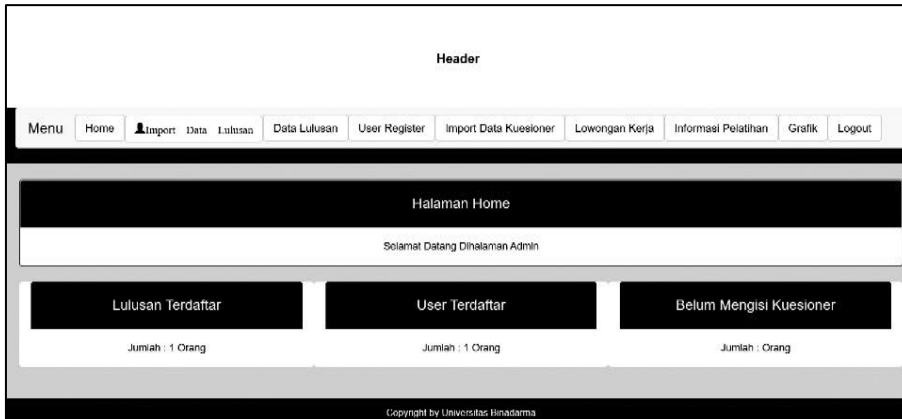 Header
Menu Home Import Data Lulusan Data Lulusan User Register Import Data Kuesioner Lowongan Kerja Informasi Pelatihan Grafik Logout
Halaman Home
Selamat Datang Dihalaman Admin
Lulusan Terdaftar User Terdaftar Belum Mengisi Kuesioner
Jumlah : 1 Orang Jumlah : 1 Orang Jumlah : Orang
Copyright by Universitas Binadarma